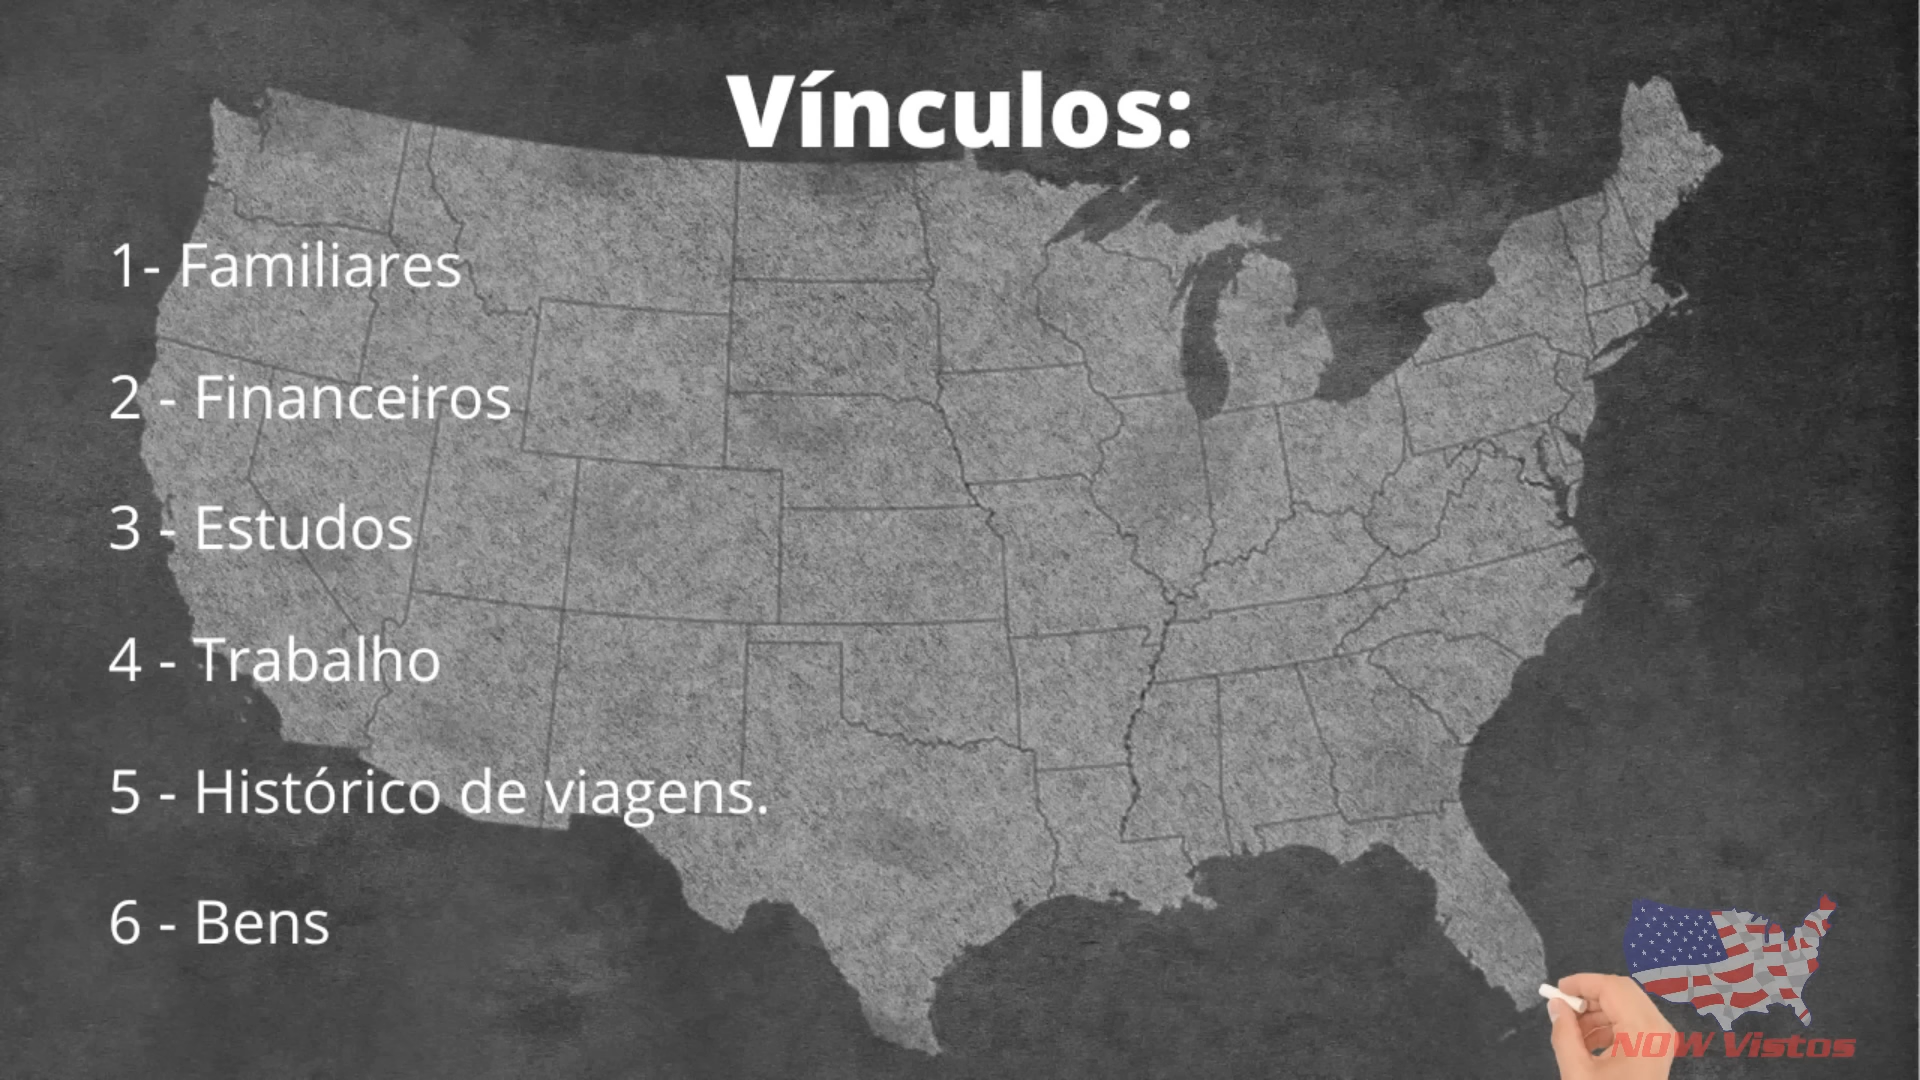 Vínculos:
1- Familiares
2 - Financeiros
3 - Estudos
4 - Trabalho
5 - Histórico de viagens.
6 - Bens
NOW Vistos